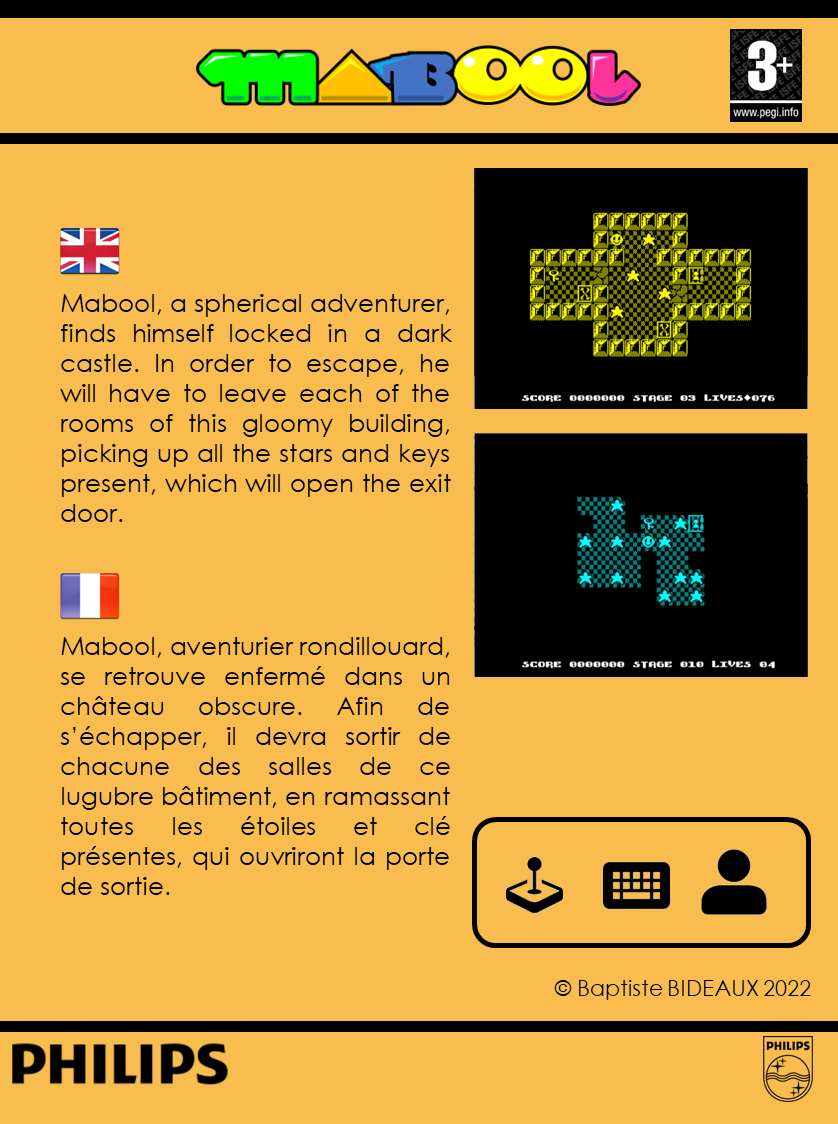 MABOOL
3+
www.pegi.info
Mabool, a spherical adventurer,
finds himself locked in a dark
castle. In order to escape, he
will have to leave each of the
rooms of this gloomy building,
picking up all the stars and keys
present, which will open the exit
door.
SCORE 0000000 STAGE 03 LIVES♦076
SCORE 0000000 STAGE 010 LIVES 04
Mabool, aventurier rondillouard,
se retrouve enfermé dans un
château obscure. Afin de
s’échapper, il devra sortir de
chacune des salles de ce
lugubre bâtiment, en ramassant
toutes les étoiles et clé
présentes, qui ouvriront la porte
de sortie.
© Baptiste BIDEAUX 2022
PHILIPS
PHILIPS